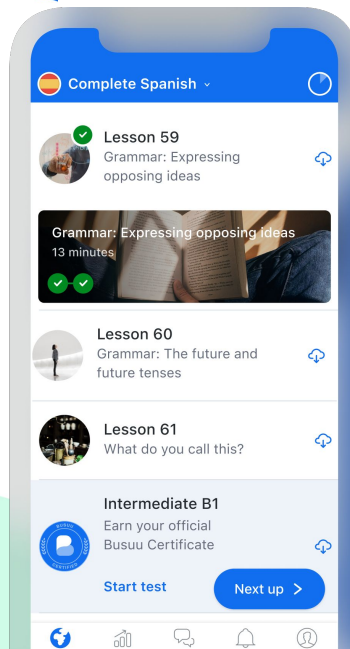 Complete Spanish
Lesson 59
Grammar: Expressing
opposing ideas
Grammar: Expressing opposing ideas
13 minutes
Lesson 60
Grammar: The future and
future tenses
Lesson 61
What do you call this?
Intermediate B1
Earn your official
Busuu Certificate
BUSUU
CERTIFIED
Start test
Next up